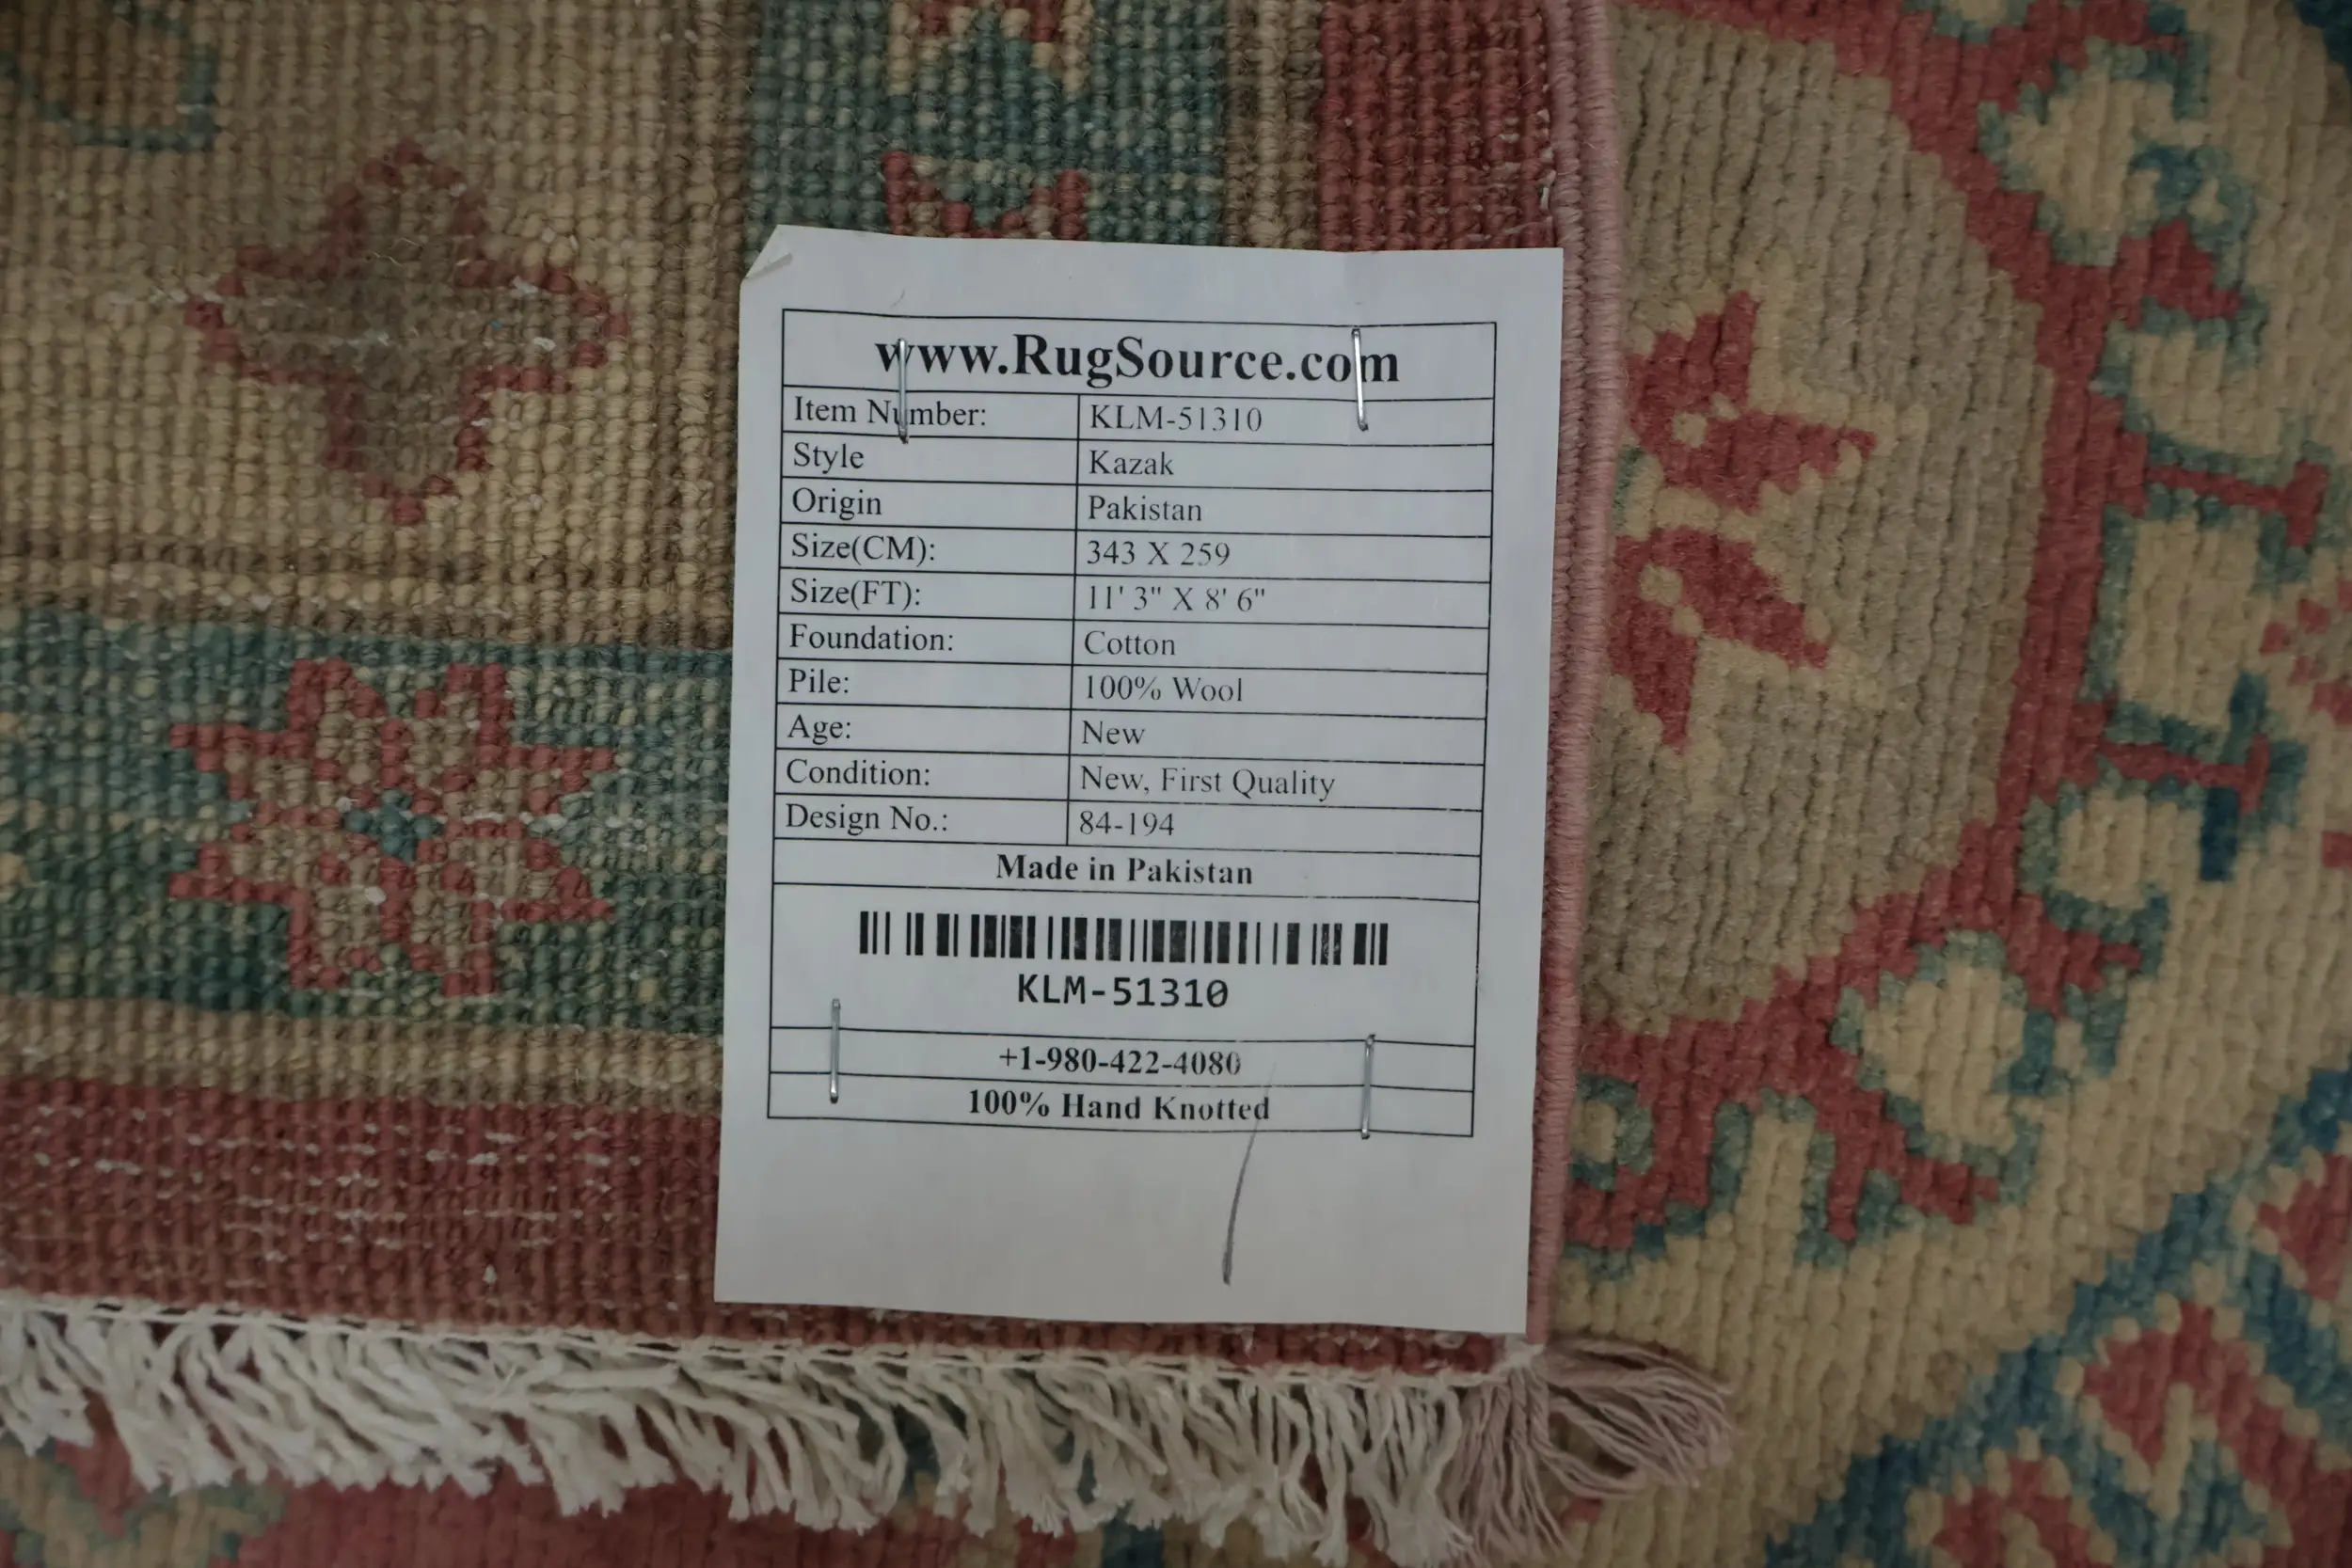 www.RugSource.com
Item Number: KLM-51310
Style Kazak
Origin Pakistan
Size(CM): 343 X 259
Size(FT): 11' 3" X 8' 6"
Foundation: Cotton
Pile: 100% Wool
Age: New
Condition: New, First Quality
Design No.: 84-194
Made in Pakistan
KLM-51310
+1-980-422-4080
100% Hand Knotted